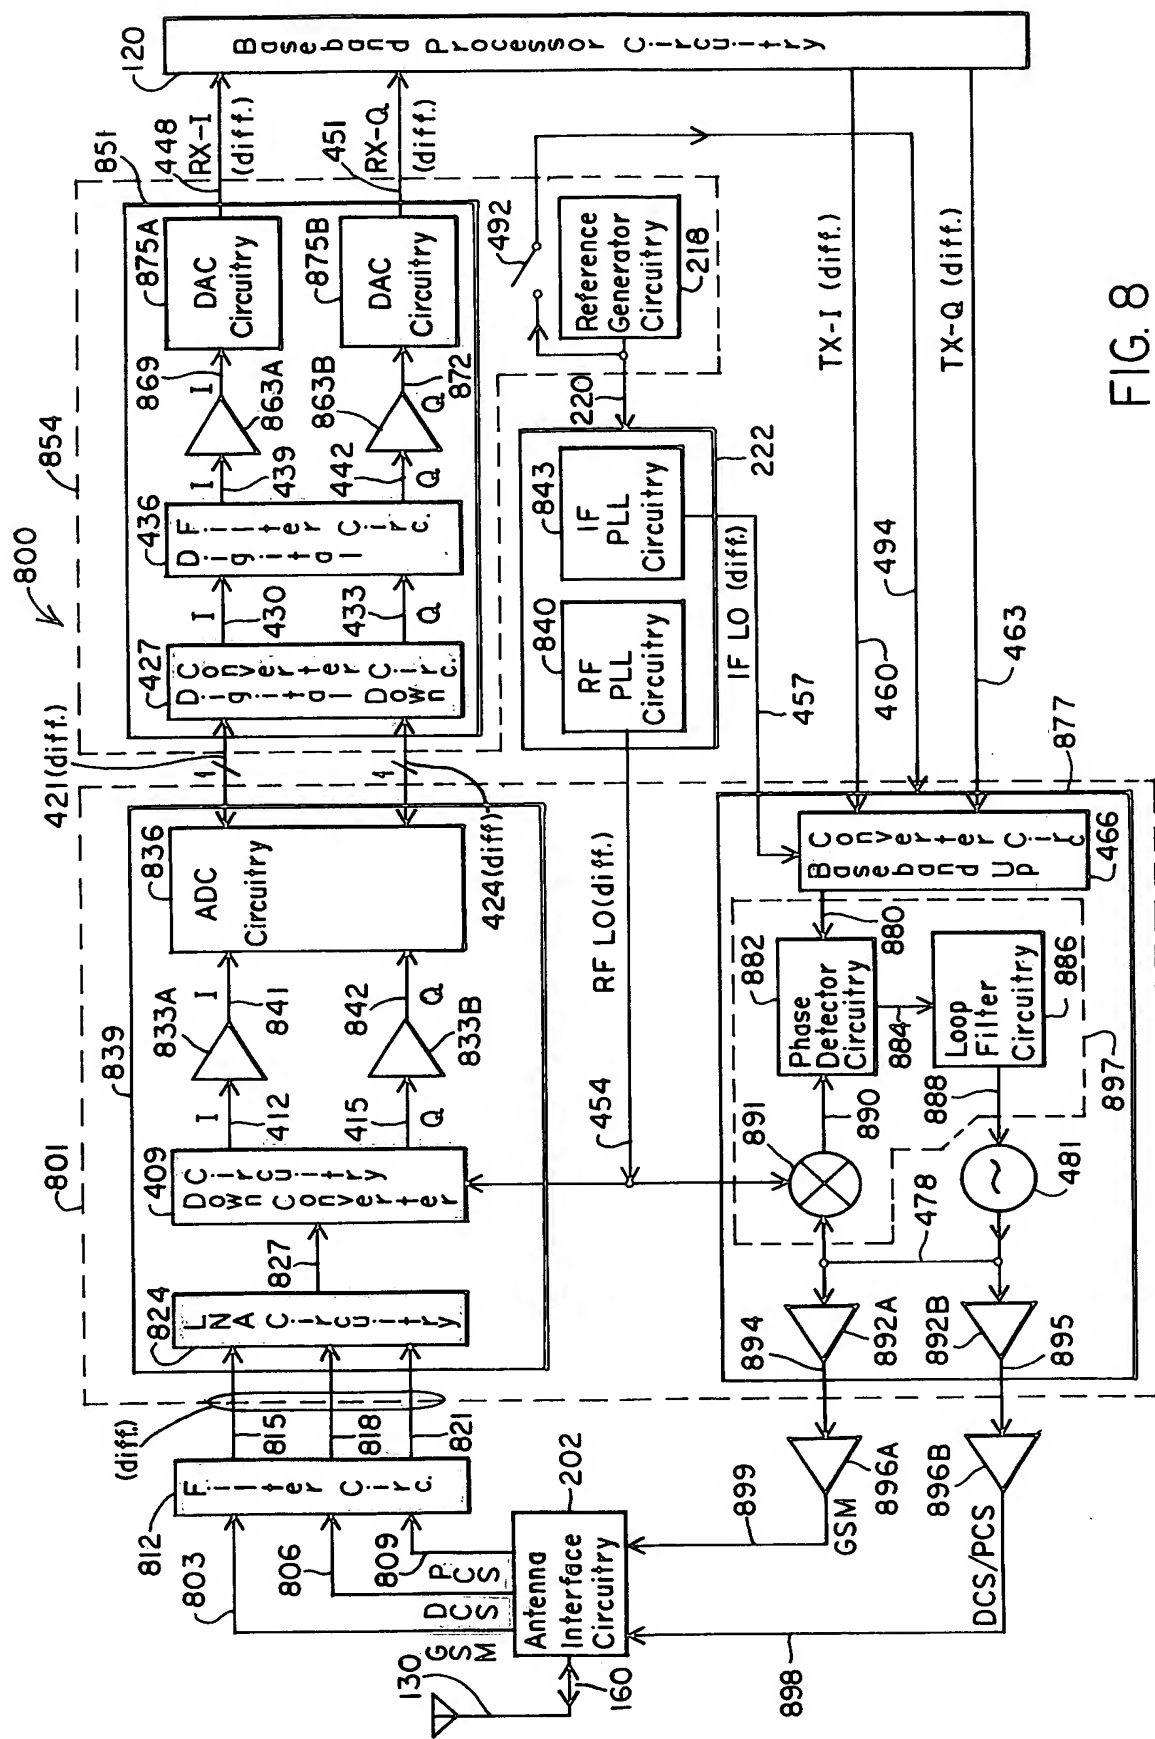 800
801
854
851
839
130
160
202
Antenna
Interface
Circuitry
GSM
DCS
PCS
803
806
809
812
Filter Circ.
(diff.)
815
818
821
824
LNA Circuitry
827
409
Down Converter
Circuitry
I
412
415
Q
833A
833B
I
841
842
Q
836
ADC
Circuitry
421(diff.)
4
4
424(diff)
427
Digital Down
Converter Circ.
I
430
433
Q
436
Digital
Filter Circ.
I
439
442
Q
863A
863B
869
I
Q
872
875A
DAC
Circuitry
875B
DAC
Circuitry
448
RX-I
(diff.)
451
RX-Q
(diff.)
120
Baseband Processor Circuitry
492
Reference
Generator
Circuitry
218
220
222
840
RF
PLL
Circuitry
843
IF
PLL
Circuitry
RF LO(diff.)
454
IF LO (diff.)
457
TX-I (diff.)
460
494
TX-Q (diff.)
463
877
Baseband Up
Converter Circ
466
880
882
Phase
Detector
Circuitry
884
Loop
Filter
Circuitry
886
888
890
891
897
481
478
892A
892B
894
895
896A
896B
GSM
DCS/PCS
899
898
FIG. 8